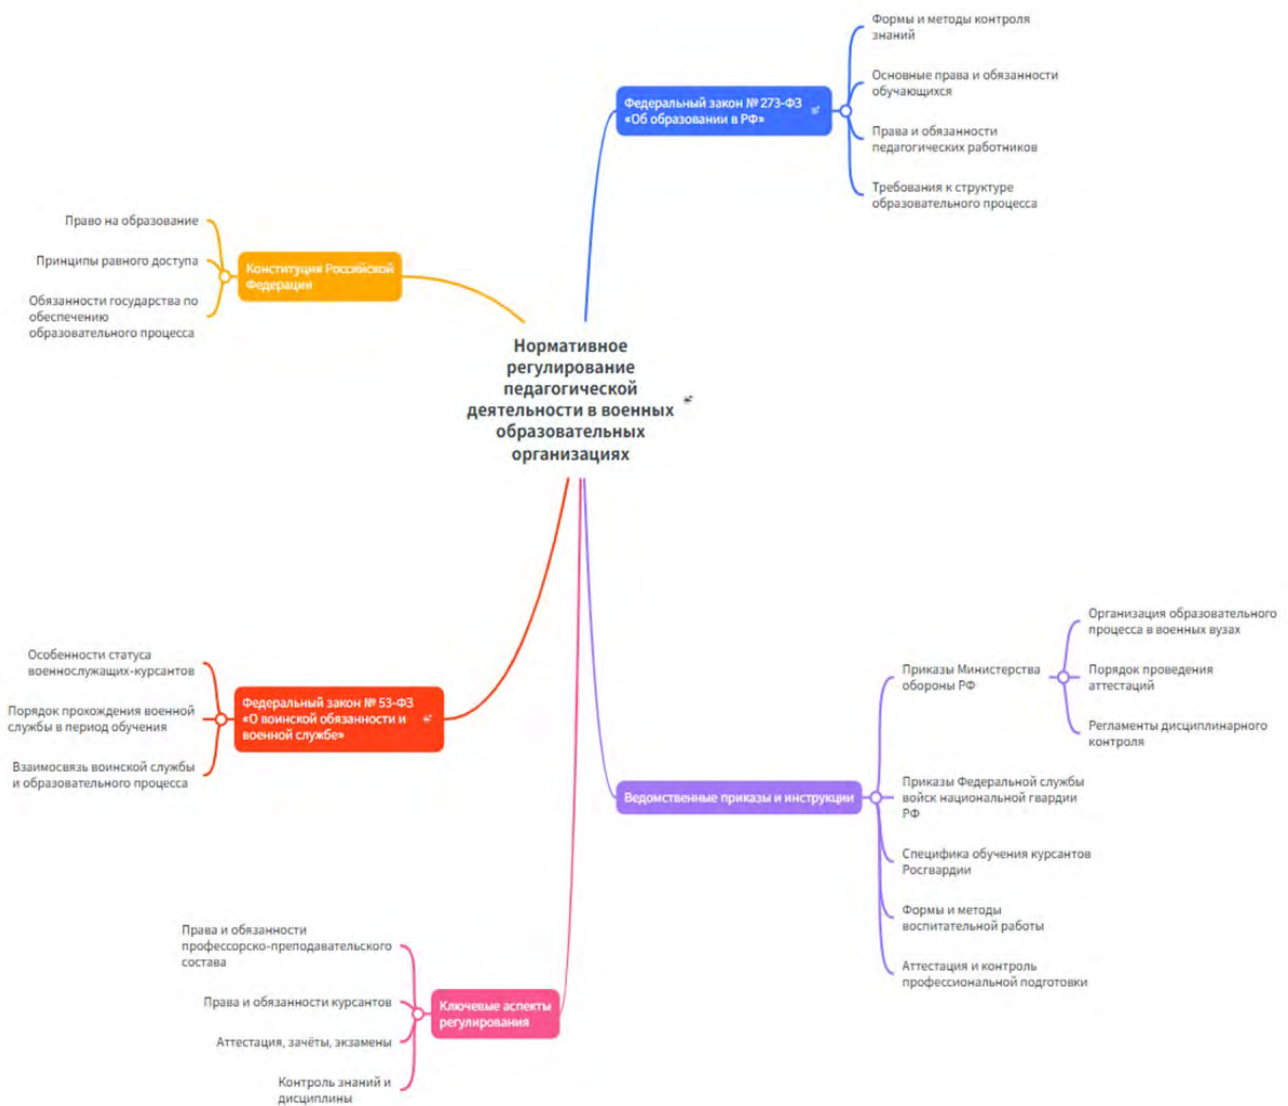 Нормативное
регулирование
педагогической
деятельности в военных
образовательных
организациях
Федеральный закон № 273-ФЗ
«Об образовании в РФ»
Формы и методы контроля
знаний
Основные права и обязанности
обучающихся
Права и обязанности
педагогических работников
Требования к структуре
образовательного процесса
Конституция Российской
Федерации
Право на образование
Принципы равного доступа
Обязанности государства по
обеспечению
образовательного процесса
Федеральный закон № 53-ФЗ
«О воинской обязанности и
военной службе»
Особенности статуса
военнослужащих-курсантов
Порядок прохождения военной
службы в период обучения
Взаимосвязь воинской службы
и образовательного процесса
Ведомственные приказы и инструкции
Приказы Министерства
обороны РФ
Организация образовательного
процесса в военных вузах
Порядок проведения
аттестаций
Регламенты дисциплинарного
контроля
Приказы Федеральной службы
войск национальной гвардии
РФ
Специфика обучения курсантов
Росгвардии
Формы и методы
воспитательной работы
Аттестация и контроль
профессиональной подготовки
Ключевые аспекты
регулирования
Права и обязанности
профессорско-преподавательского
состава
Права и обязанности курсантов
Аттестация, зачёты, экзамены
Контроль знаний и
дисциплины